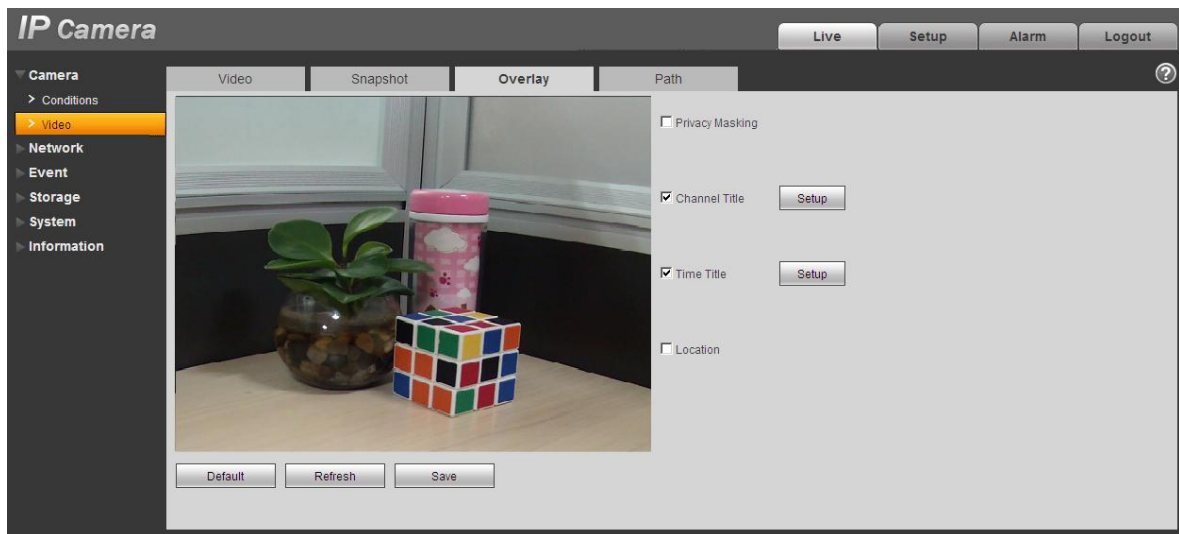 IP Camera
Live
Setup
Alarm
Logout
Camera
Conditions
Video
Network
Event
Storage
System
Information
Video
Snapshot
Overlay
Path
?
Privacy Masking
Channel Title
Setup
Time Title
Setup
Location
Default
Refresh
Save